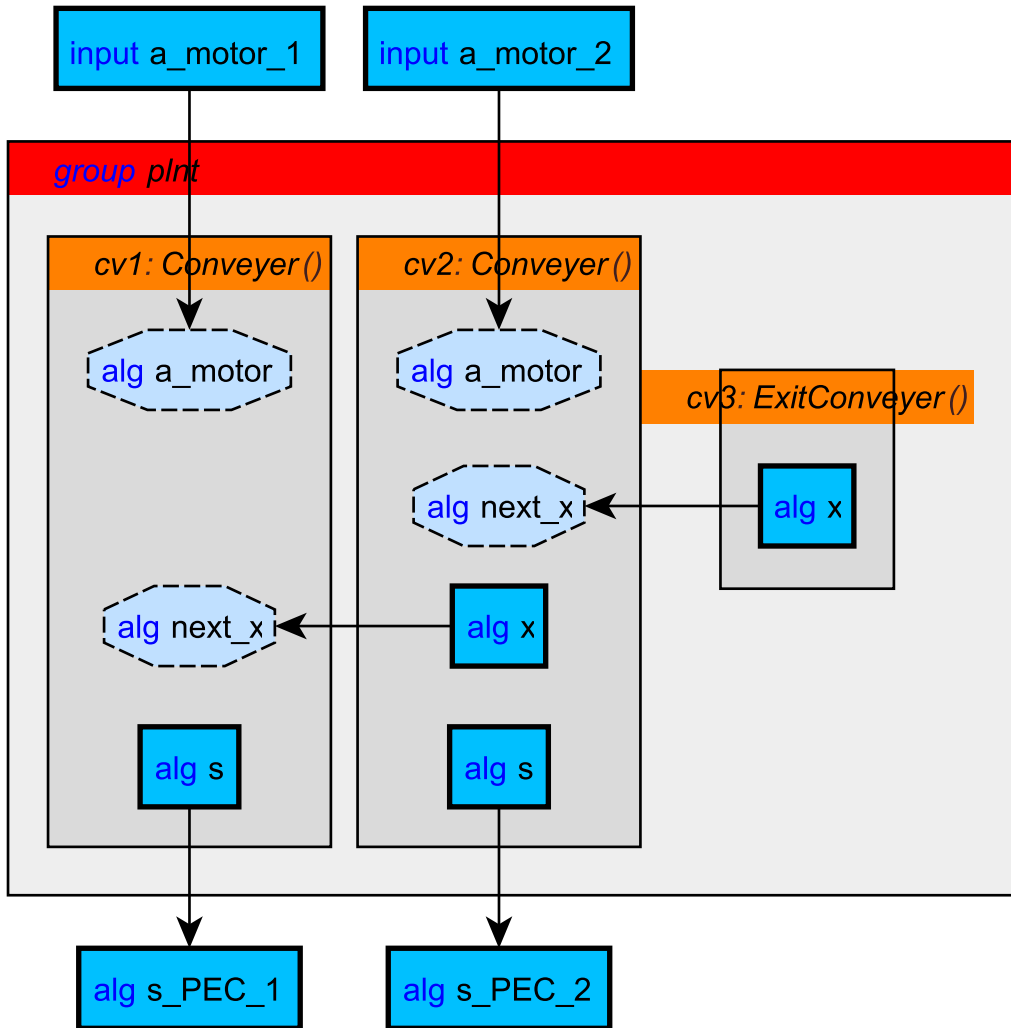 input a_motor_1
input a_motor_2
group plnt
cv1: Conveyer()
cv2: Conveyer()
alg a_motor
alg a_motor
cv3: ExitConveyer()
alg next_x
alg x
alg next_x
alg x
alg s
alg s
alg s_PEC_1
alg s_PEC_2